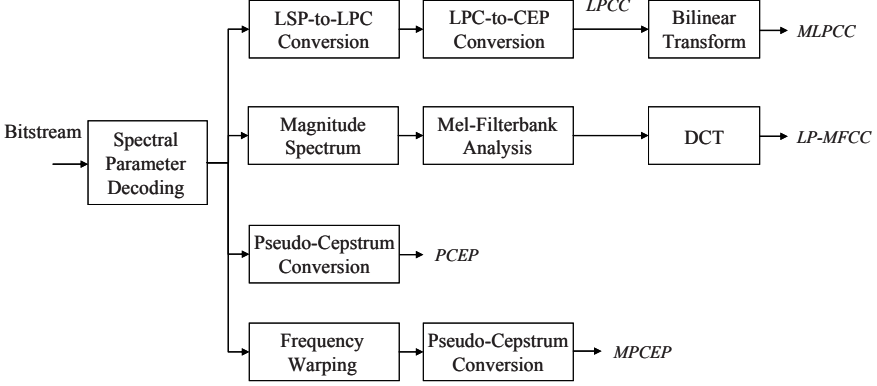 LPCC
LSP-to-LPC
Conversion
LPC-to-CEP
Conversion
Bilinear
Transform
MLPCC
Bitstream
Spectral
Parameter
Decoding
Magnitude
Spectrum
Mel-Filterbank
Analysis
DCT
LP-MFCC
Pseudo-Cepstrum
Conversion
PCEP
Frequency
Warping
Pseudo-Cepstrum
Conversion
MPCEP